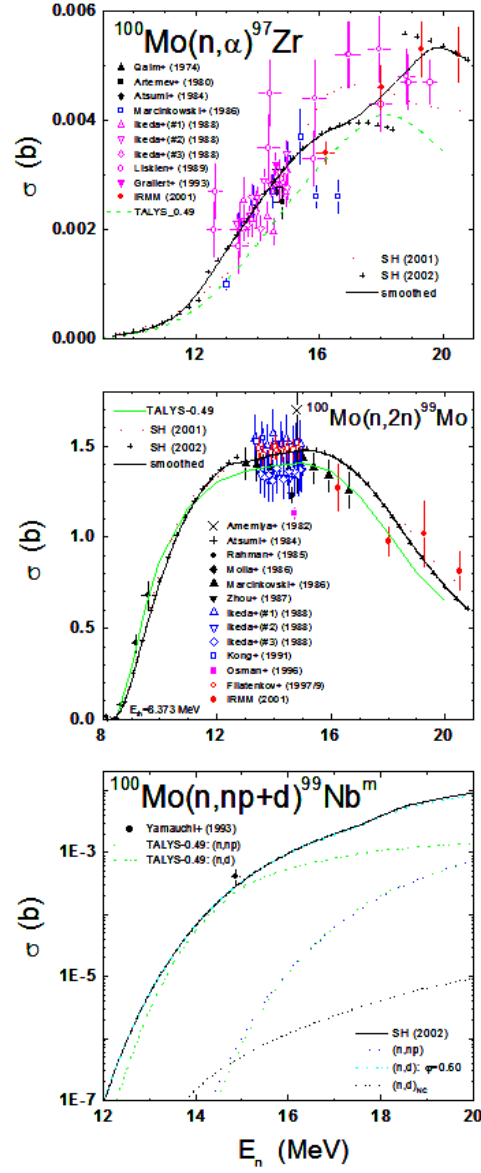 ¹⁰⁰Mo(n,α)⁹⁷Zr
0.006
0.004
0.002
0.000
σ (b)
Qaim+ (1974)
Artemev+ (1980)
Atsumi+ (1984)
Marcinkowski+ (1986)
Ikeda+(#1) (1988)
Ikeda+(#2) (1988)
Ikeda+(#3) (1988)
Liskien+ (1989)
Grallert+ (1993)
IRMM (2001)
TALYS_0.49
SH (2001)
SH (2002)
smoothed
12 16 20
¹⁰⁰Mo(n,2n)⁹⁹Mo
TALYS-0.49
SH (2001)
SH (2002)
smoothed
1.5
1.0
0.5
0.0
σ (b)
Amemiya+ (1982)
Atsumi+ (1984)
Rahman+ (1985)
Molla+ (1986)
Marcinkowski+ (1986)
Zhou+ (1987)
Ikeda+(#1) (1988)
Ikeda+(#2) (1988)
Ikeda+(#3) (1988)
Kong+ (1991)
Osman+ (1996)
Filatenkov+ (1997/9)
IRMM (2001)
8 12 16 20
¹⁰⁰Mo(n,np+d)⁹⁹Nbᵐ
Yamauchi+ (1993)
TALYS-0.49: (n,np)
TALYS-0.49: (n,d)
1E-3
1E-5
1E-7
σ (b)
SH (2002)
(n,np)
(n,d): φ=0.60
(n,d)NC
12 14 16 18 20
Eₙ (MeV)